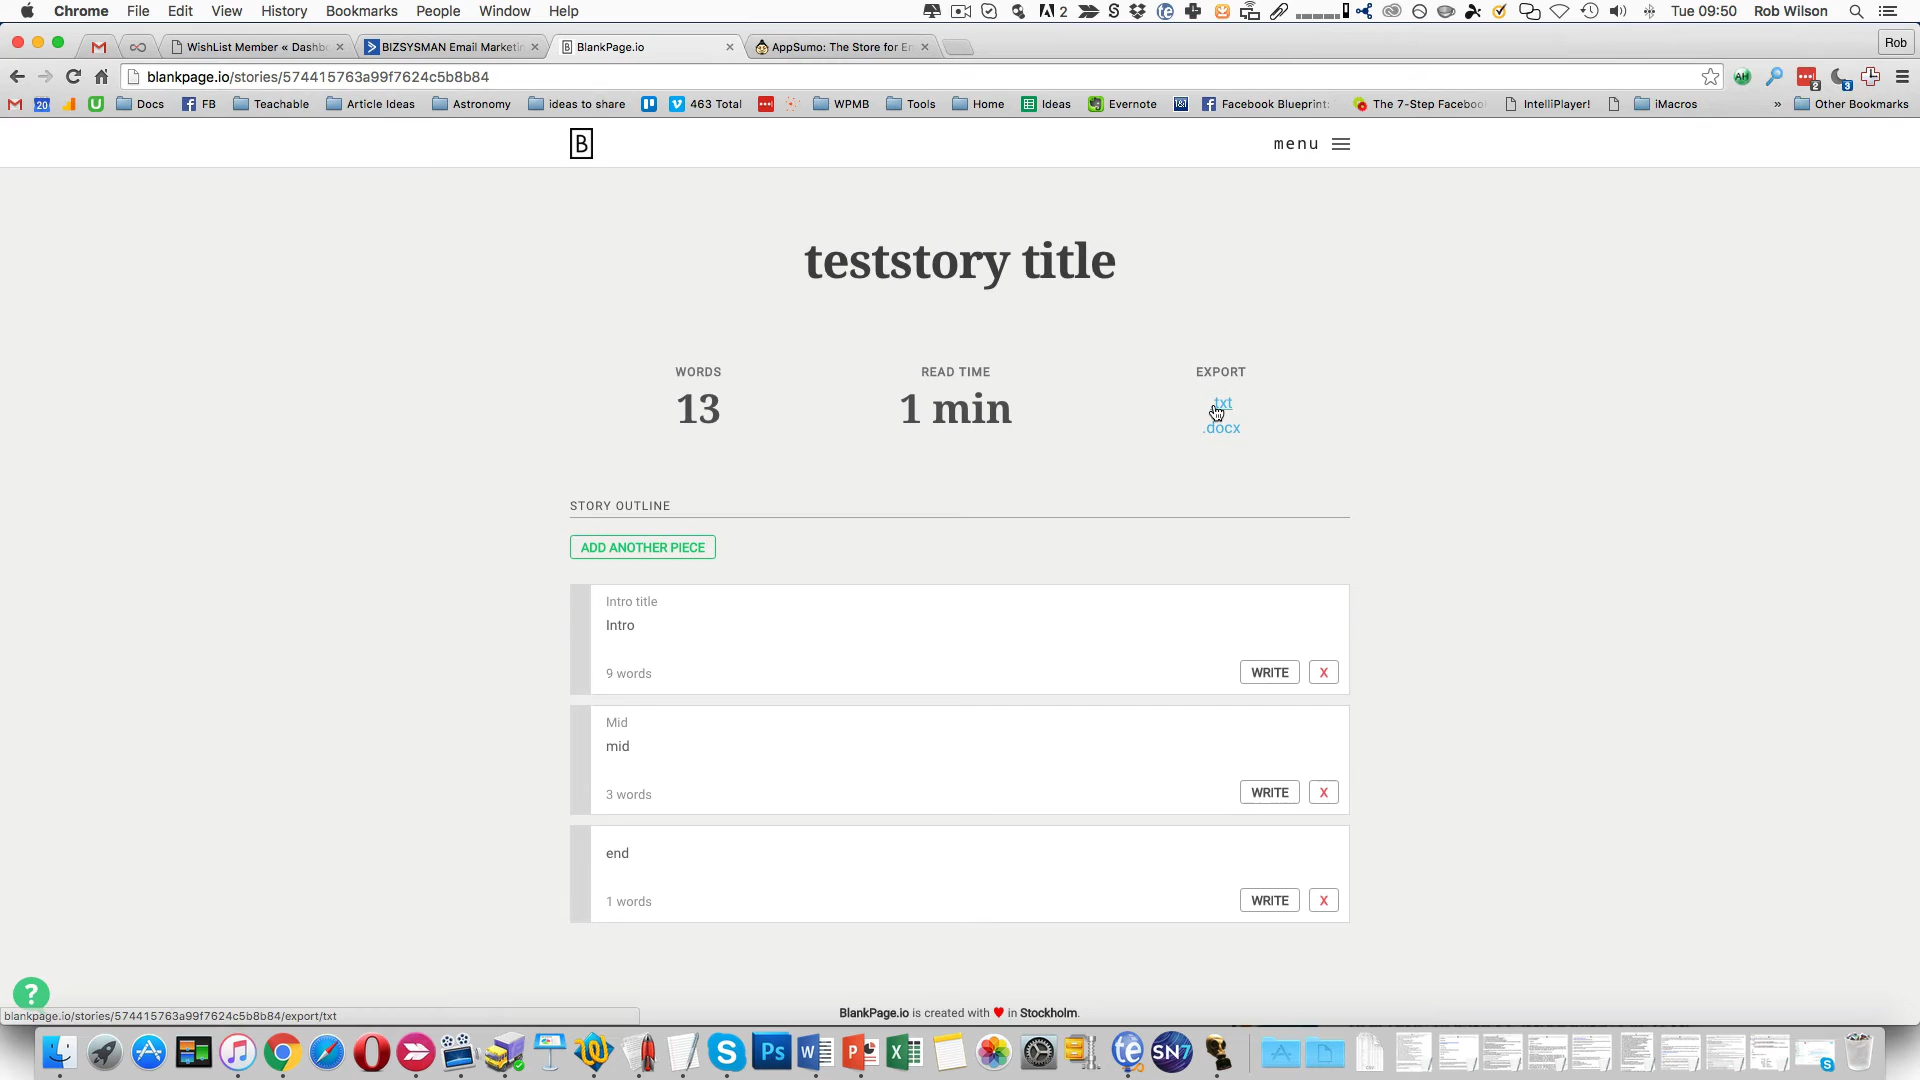 Chrome File Edit View History Bookmarks People Window Help 2 Tue 09:50 Rob Wilson
WishList Member « Dashb BIZSYSMAN Email Marketin BlankPage.io AppSumo: The Store for En Rob
blankpage.io/stories/574415763a99f7624c5b8b84
Docs FB Teachable Article Ideas Astronomy ideas to share 463 Total WPMB Tools Home Ideas Evernote Facebook Blueprint: The 7-Step Faceboo IntelliPlayer! iMacros » Other Bookmarks
B menu
teststory title
WORDS READ TIME EXPORT
13 1 min .txt
.docx
STORY OUTLINE
ADD ANOTHER PIECE
Intro title
Intro
9 words WRITE X
Mid
mid
3 words WRITE X
end
1 words WRITE X
?
BlankPage.io is created with ♥ in Stockholm.
blankpage.io/stories/574415763a99f7624c5b8b84/export/txt